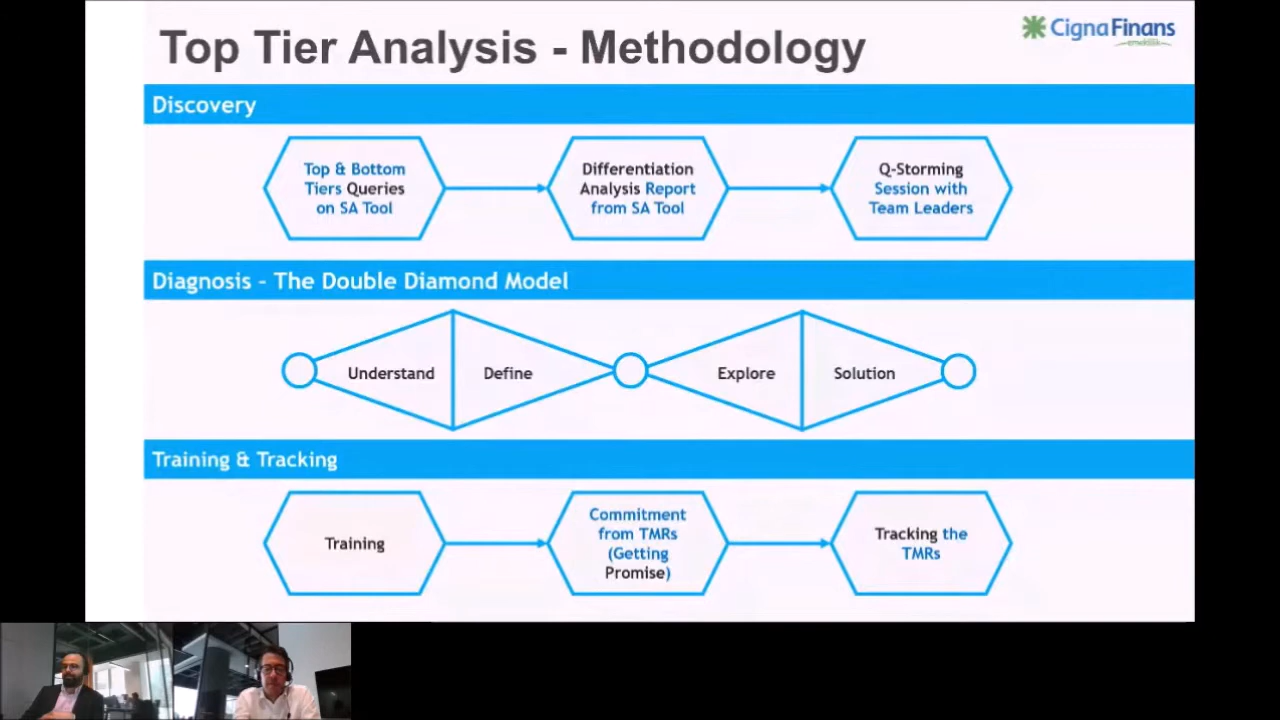 Top Tier Analysis - Methodology
CignaFinans
Discovery
Top & Bottom
Tiers Queries
on SA Tool
Differentiation
Analysis Report
from SA Tool
Q-Storming
Session with
Team Leaders
Diagnosis - The Double Diamond Model
Understand
Define
Explore
Solution
Training & Tracking
Training
Commitment
from TMRs
(Getting
Promise)
Tracking the
TMRs